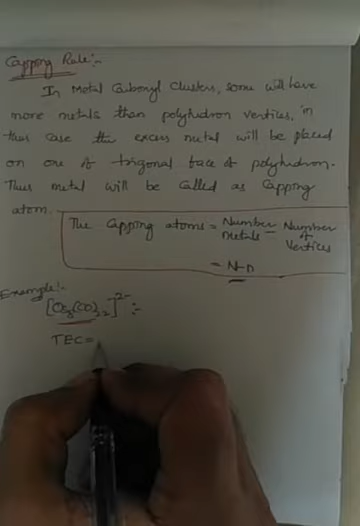 Capping Rule:-
In Metal Carbonyl Clusters, some will have
more metals than polyhedron vertices, in
this case the excess metal will be placed
on one of trigonal face of polyhedron.
Thus metal will be called as Capping
atom.
The Capping atoms = Number of metals - Number of Vertices
= N-n
Example:-
[Os8(CO)22]2-:-
TEC=